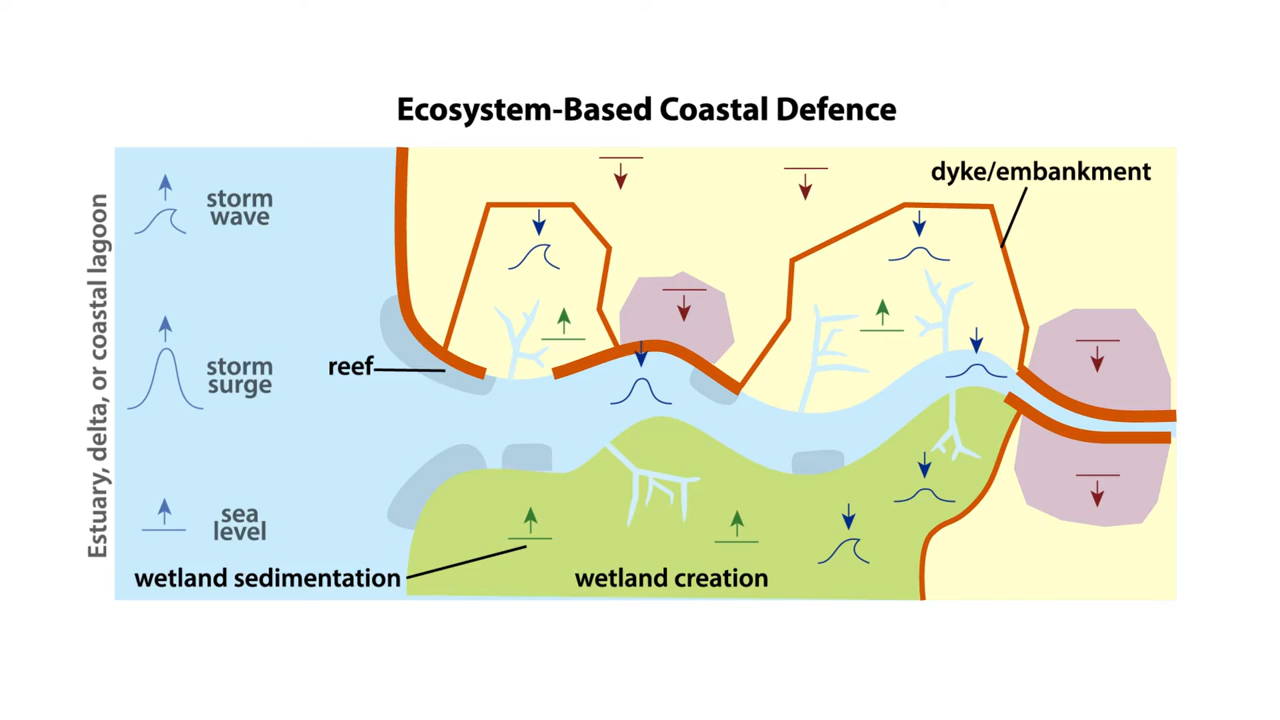 Ecosystem-Based Coastal Defence
Estuary, delta, or coastal lagoon
storm
wave
dyke/embankment
storm
surge
reef
sea
level
wetland sedimentation
wetland creation